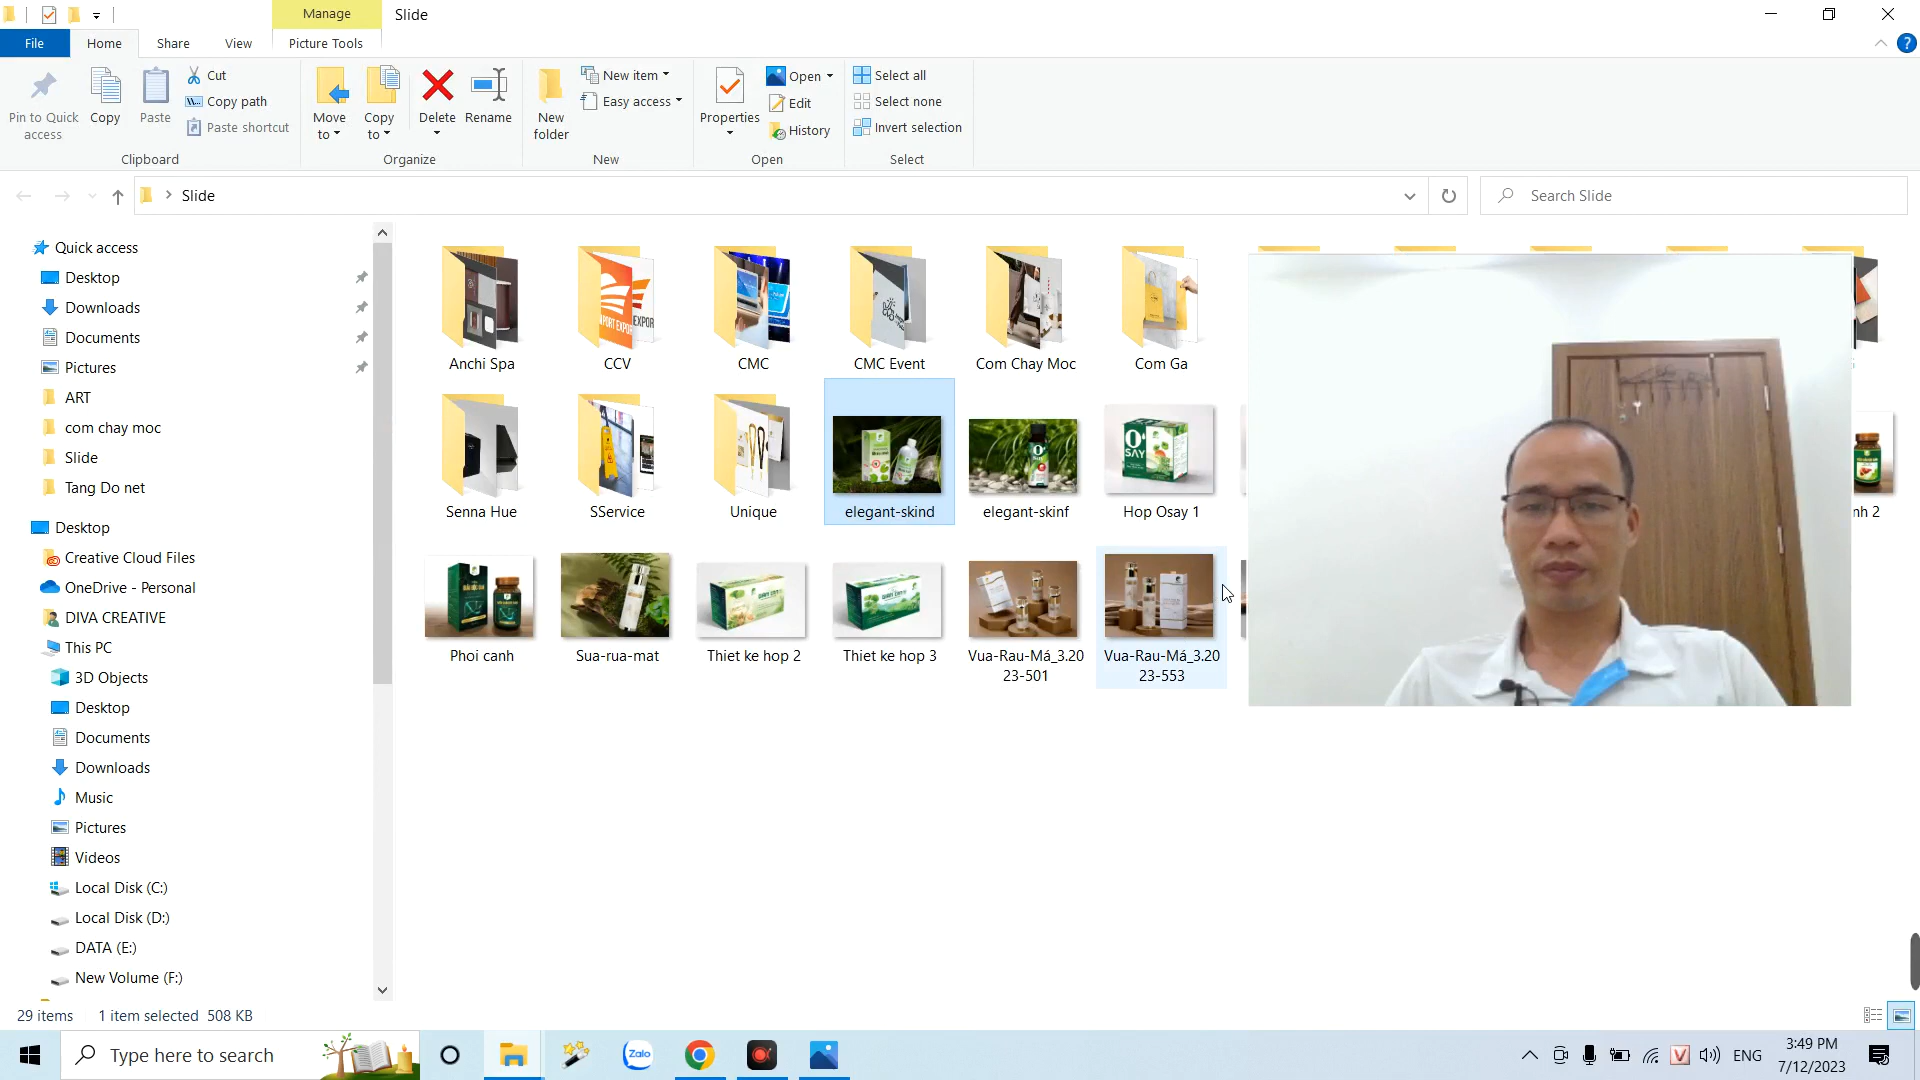 Manage
Slide
File
Home
Share
View
Picture Tools
Pin to Quick access
Copy
Paste
Cut
Copy path
Paste shortcut
Clipboard
Move to
Copy to
Delete
Rename
Organize
New folder
New item
Easy access
New
Properties
Open
Edit
History
Open
Select all
Select none
Invert selection
Select
Slide
Search Slide
Quick access
Desktop
Downloads
Documents
Pictures
ART
com chay moc
Slide
Tang Do net
Desktop
Creative Cloud Files
OneDrive - Personal
DIVA CREATIVE
This PC
3D Objects
Desktop
Documents
Downloads
Music
Pictures
Videos
Local Disk (C:)
Local Disk (D:)
DATA (E:)
New Volume (F:)
Anchi Spa
CCV
CMC
CMC Event
Com Chay Moc
Com Ga
Senna Hue
SService
Unique
elegant-skind
elegant-skinf
Hop Osay 1
nh 2
Phoi canh
Sua-rua-mat
Thiet ke hop 2
Thiet ke hop 3
Vua-Rau-Má_3.20
23-501
Vua-Rau-Má_3.20
23-553
O'
SAY
29 items
1 item selected 508 KB
Type here to search
Zalo
ENG
3:49 PM
7/12/2023